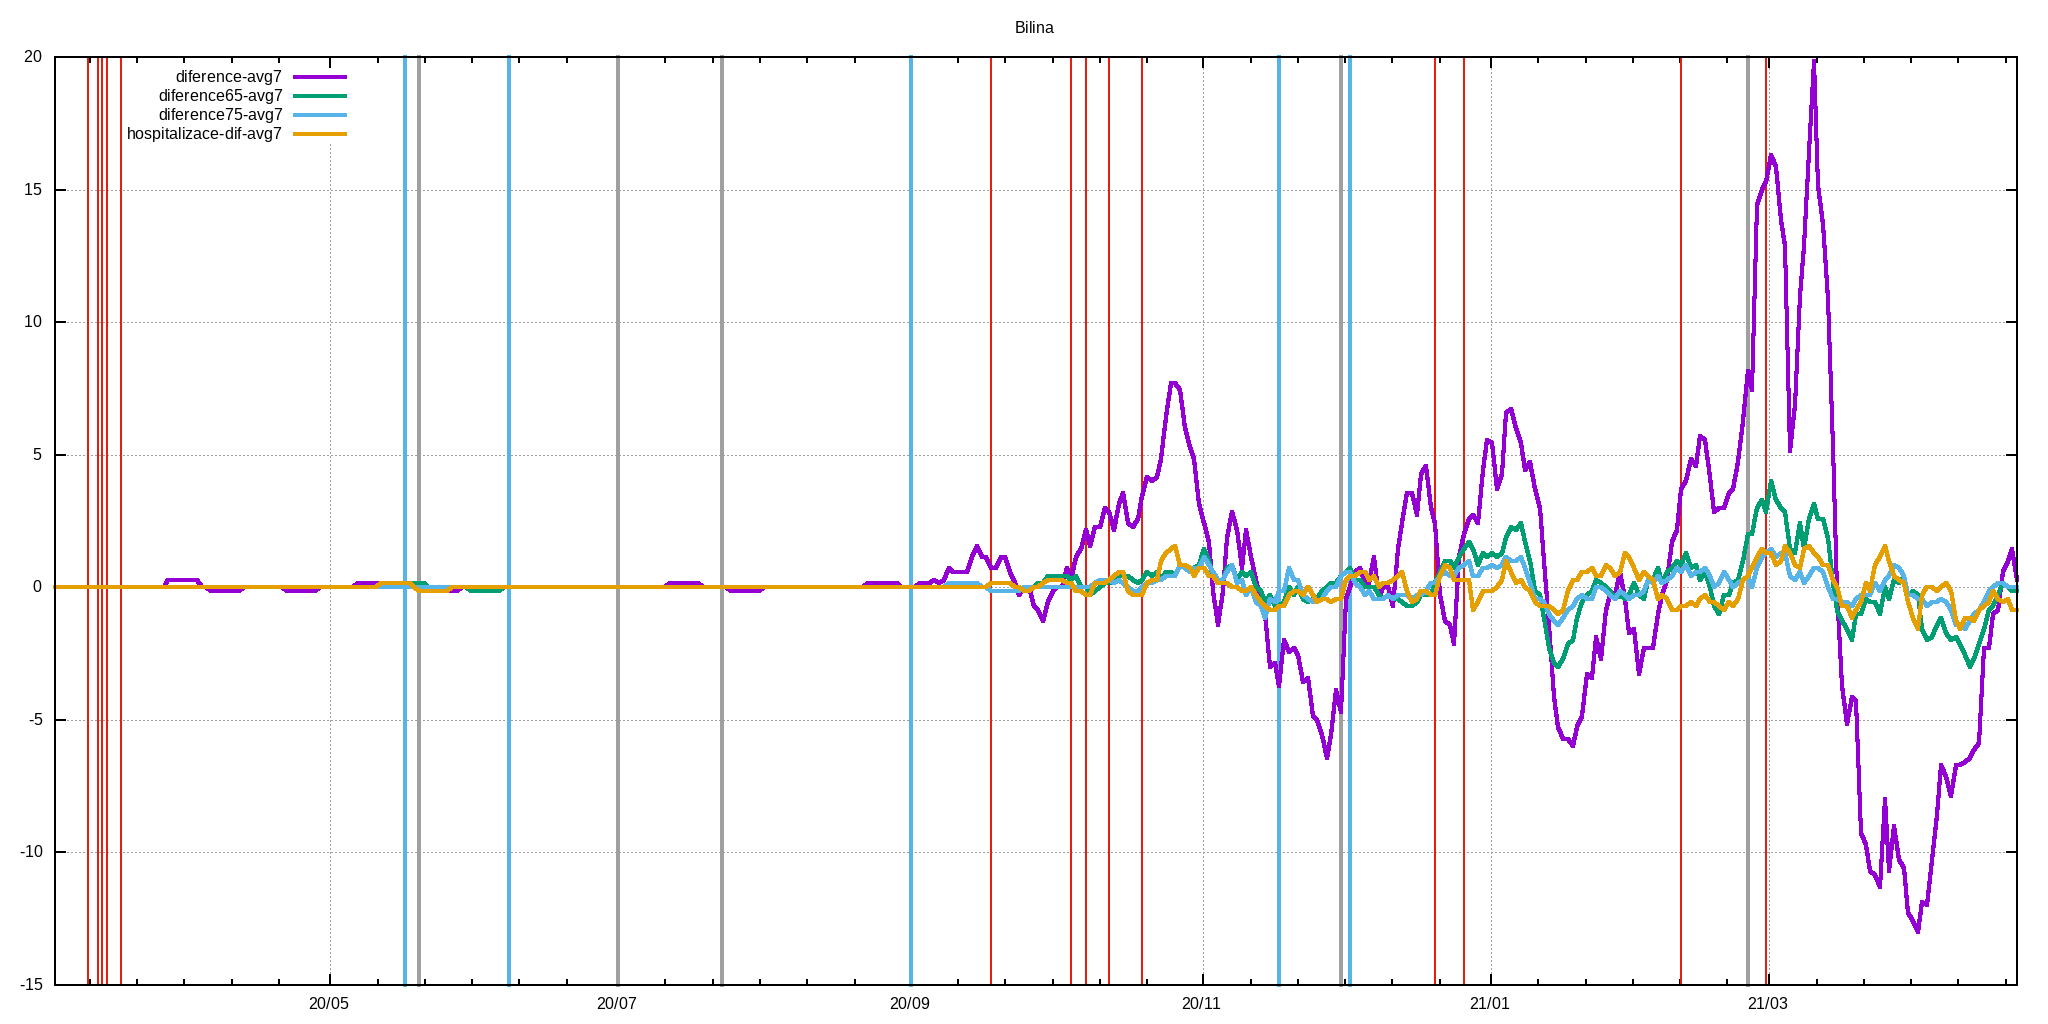 Bilina
20
diference-avg7
diference65-avg7
diference75-avg7
hospitalizace-dif-avg7
15
10
5
0
-5
-10
-15
20/05 20/07 20/09 20/11 21/01 21/03